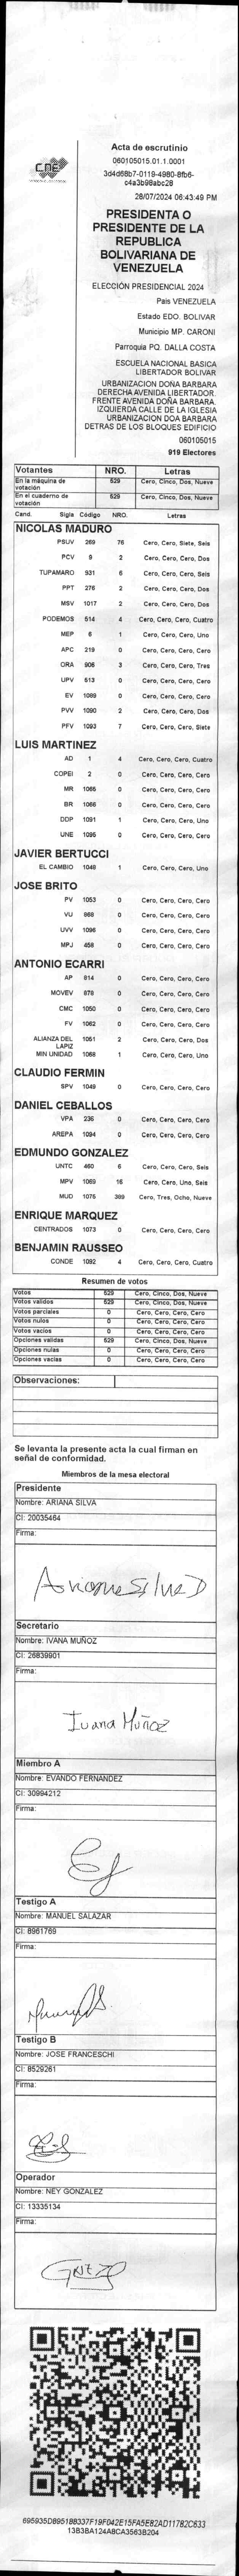 CNE
Acta de escrutinio
060105015.01.1.0001
3d4d68b7-0119-4980-8fb6-
c4a3b98abc28
28/07/2024 06:43:49 PM
PRESIDENTA O
PRESIDENTE DE LA
REPUBLICA
BOLIVARIANA DE
VENEZUELA
ELECCIÓN PRESIDENCIAL 2024
Pais VENEZUELA
Estado EDO. BOLIVAR
Municipio MP. CARONI
Parroquia PQ. DALLA COSTA
ESCUELA NACIONAL BASICA
LIBERTADOR BOLIVAR
URBANIZACION DOÑA BARBARA
DERECHA AVENIDA LIBERTADOR.
FRENTE AVENIDA DOÑA BARBARA.
IZQUIERDA CALLE DE LA IGLESIA
URBANIZACION DOA BARBARA
DETRAS DE LOS BLOQUES EDIFICIO
060105015
919 Electores
Votantes NRO. Letras
En la máquina de votación 529 Cero, Cinco, Dos, Nueve
En el cuaderno de votación 529 Cero, Cinco, Dos, Nueve
Cand. Sigla Código NRO. Letras
NICOLAS MADURO
PSUV 269 76 Cero, Cero, Siete, Seis
PCV 9 2 Cero, Cero, Cero, Dos
TUPAMARO 931 6 Cero, Cero, Cero, Seis
PPT 276 2 Cero, Cero, Cero, Dos
MSV 1017 2 Cero, Cero, Cero, Dos
PODEMOS 514 4 Cero, Cero, Cero, Cuatro
MEP 6 1 Cero, Cero, Cero, Uno
APC 219 0 Cero, Cero, Cero, Cero
ORA 906 3 Cero, Cero, Cero, Tres
UPV 513 0 Cero, Cero, Cero, Cero
EV 1089 0 Cero, Cero, Cero, Cero
PVV 1090 2 Cero, Cero, Cero, Dos
PFV 1093 7 Cero, Cero, Cero, Siete
LUIS MARTINEZ
AD 1 4 Cero, Cero, Cero, Cuatro
COPEI 2 0 Cero, Cero, Cero, Cero
MR 1065 0 Cero, Cero, Cero, Cero
BR 1066 0 Cero, Cero, Cero, Cero
DDP 1091 1 Cero, Cero, Cero, Uno
UNE 1095 0 Cero, Cero, Cero, Cero
JAVIER BERTUCCI
EL CAMBIO 1048 1 Cero, Cero, Cero, Uno
JOSE BRITO
PV 1053 0 Cero, Cero, Cero, Cero
VU 868 0 Cero, Cero, Cero, Cero
UVV 1096 0 Cero, Cero, Cero, Cero
MPJ 458 0 Cero, Cero, Cero, Cero
ANTONIO ECARRI
AP 814 0 Cero, Cero, Cero, Cero
MOVEV 878 0 Cero, Cero, Cero, Cero
CMC 1050 0 Cero, Cero, Cero, Cero
FV 1062 0 Cero, Cero, Cero, Cero
ALIANZA DEL LAPIZ 1051 2 Cero, Cero, Cero, Dos
MIN UNIDAD 1068 1 Cero, Cero, Cero, Uno
CLAUDIO FERMIN
SPV 1049 0 Cero, Cero, Cero, Cero
DANIEL CEBALLOS
VPA 236 0 Cero, Cero, Cero, Cero
AREPA 1094 0 Cero, Cero, Cero, Cero
EDMUNDO GONZALEZ
UNTC 460 6 Cero, Cero, Cero, Seis
MPV 1069 16 Cero, Cero, Uno, Seis
MUD 1075 389 Cero, Tres, Ocho, Nueve
ENRIQUE MARQUEZ
CENTRADOS 1073 0 Cero, Cero, Cero, Cero
BENJAMIN RAUSSEO
CONDE 1092 4 Cero, Cero, Cero, Cuatro
Resumen de votos
Votos 529 Cero, Cinco, Dos, Nueve
Votos validos 529 Cero, Cinco, Dos, Nueve
Votos parciales 0 Cero, Cero, Cero, Cero
Votos nulos 0 Cero, Cero, Cero, Cero
Votos vacios 0 Cero, Cero, Cero, Cero
Opciones validas 529 Cero, Cinco, Dos, Nueve
Opciones nulas 0 Cero, Cero, Cero, Cero
Opciones vacias 0 Cero, Cero, Cero, Cero
Observaciones:
Se levanta la presente acta la cual firman en
señal de conformidad.
Miembros de la mesa electoral
Presidente
Nombre: ARIANA SILVA
CI: 20035464
Firma:
Ariana Silva D
Secretario
Nombre: IVANA MUÑOZ
CI: 26839901
Firma:
Ivana Muñoz
Miembro A
Nombre: EVANDO FERNANDEZ
CI: 30994212
Firma:
Testigo A
Nombre: MANUEL SALAZAR
CI: 8961769
Firma:
Testigo B
Nombre: JOSE FRANCESCHI
CI: 8529261
Firma:
Operador
Nombre: NEY GONZALEZ
CI: 13335134
Firma:
695935D895188337F19F042E15FA5E82AD11782C633
13B3BA124A8CA3563B204